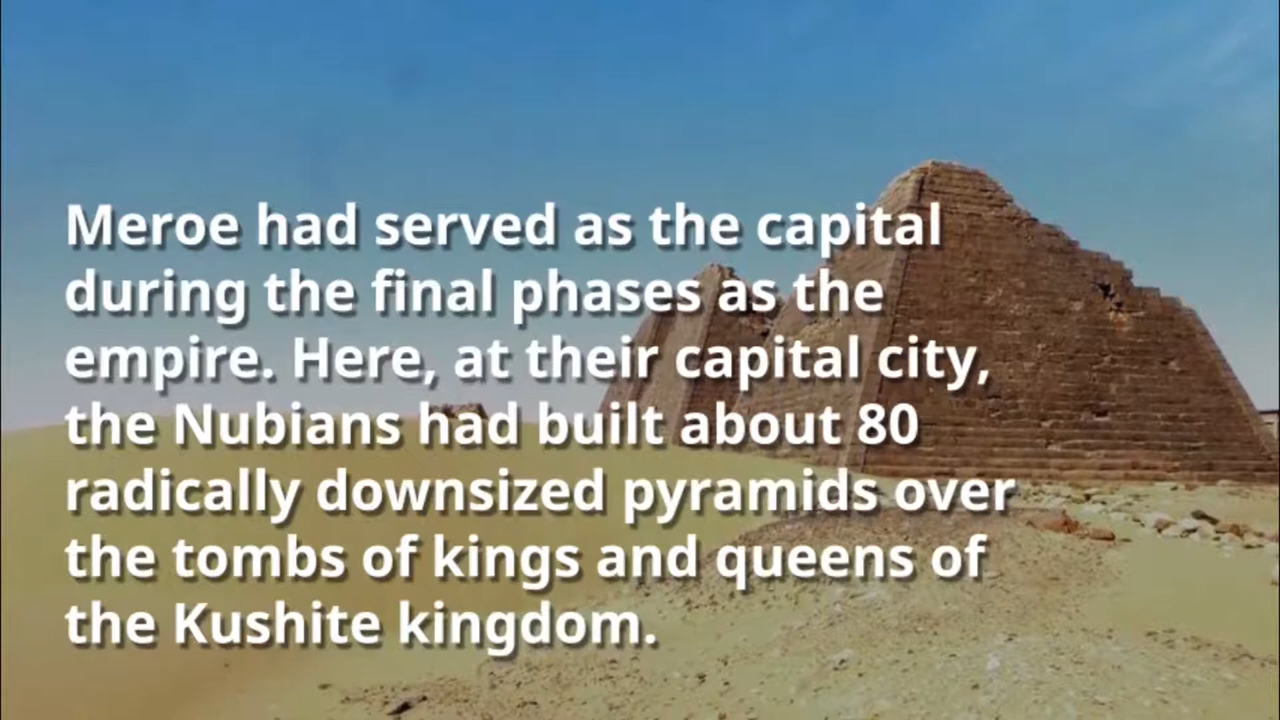 Meroe had served as the capital
during the final phases as the
empire. Here, at their capital city,
the Nubians had built about 80
radically downsized pyramids over
the tombs of kings and queens of
the Kushite kingdom.